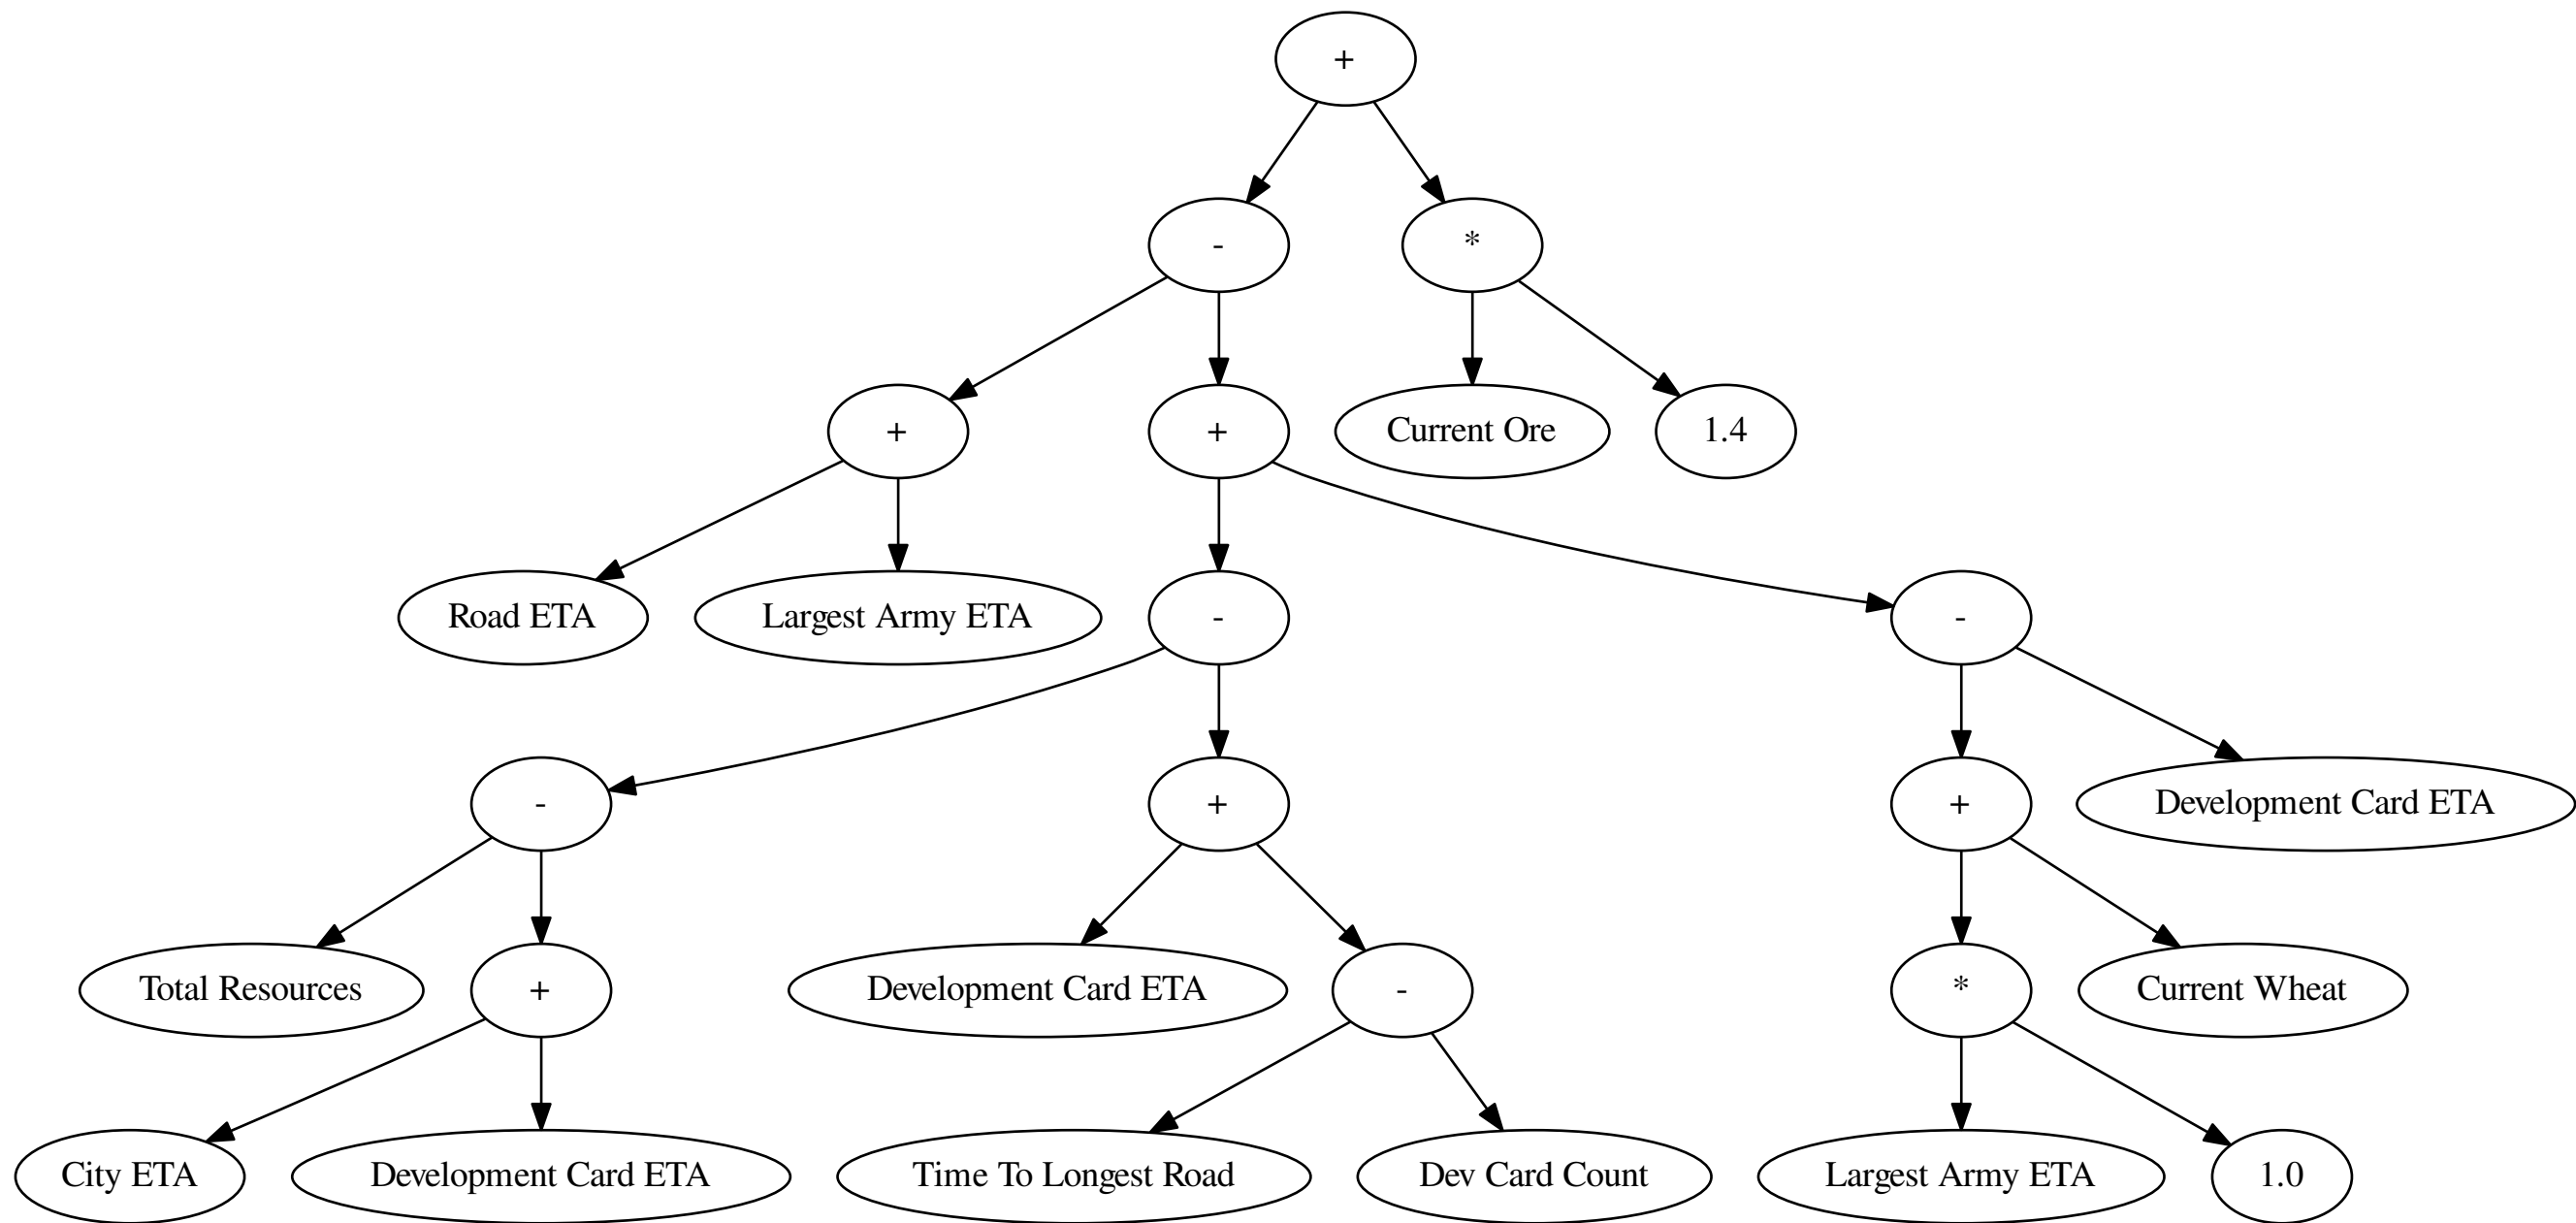 +
-
*
+
+
Current Ore
1.4
Road ETA
Largest Army ETA
-
-
-
+
+
Development Card ETA
Total Resources
+
Development Card ETA
-
*
Current Wheat
City ETA
Development Card ETA
Time To Longest Road
Dev Card Count
Largest Army ETA
1.0